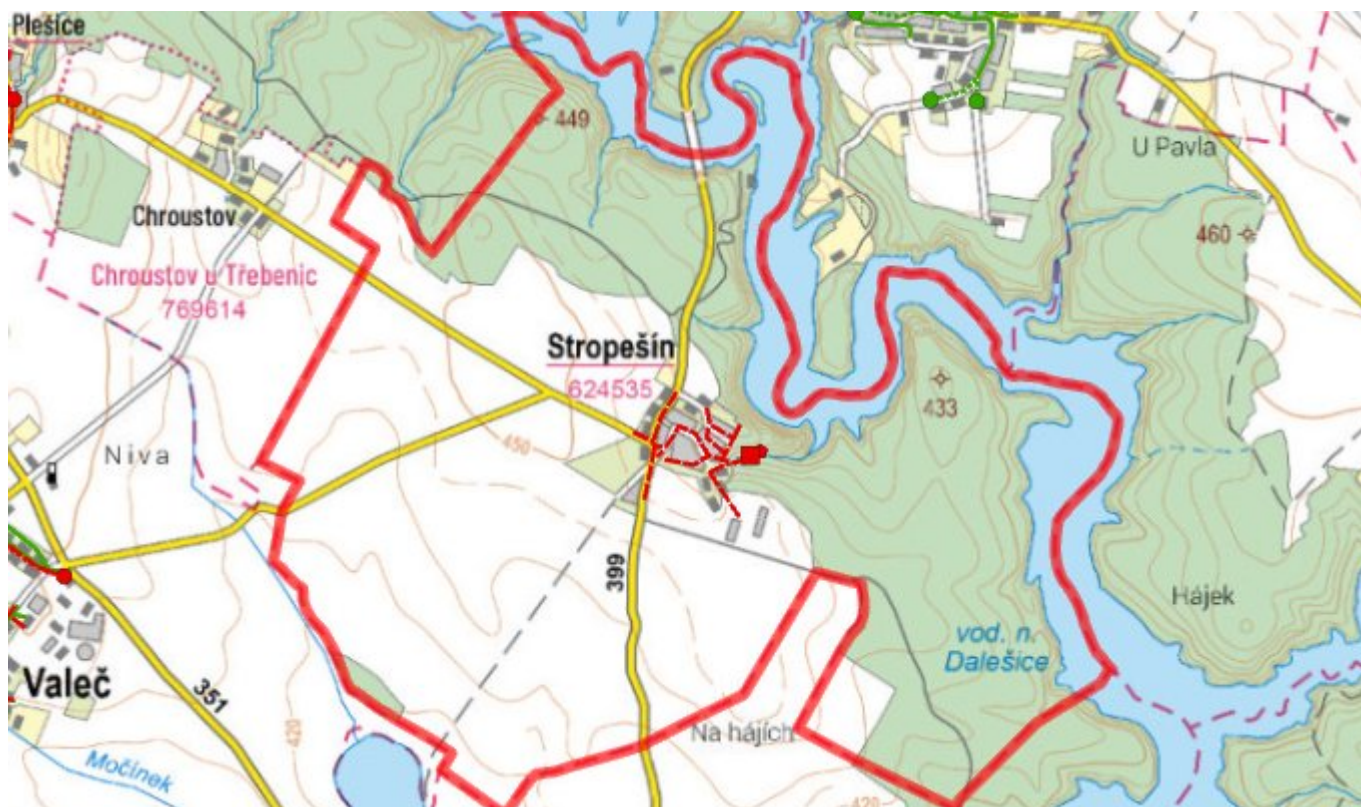 Plešice
449
U Pavla
Chroustov
460
Chroustov u Třebenic
769614
Stropešín
624535
433
450
Niva
399
Hájek
vod. n.
Dalešice
Valeč
351
420
Na hájích
Močínek
420